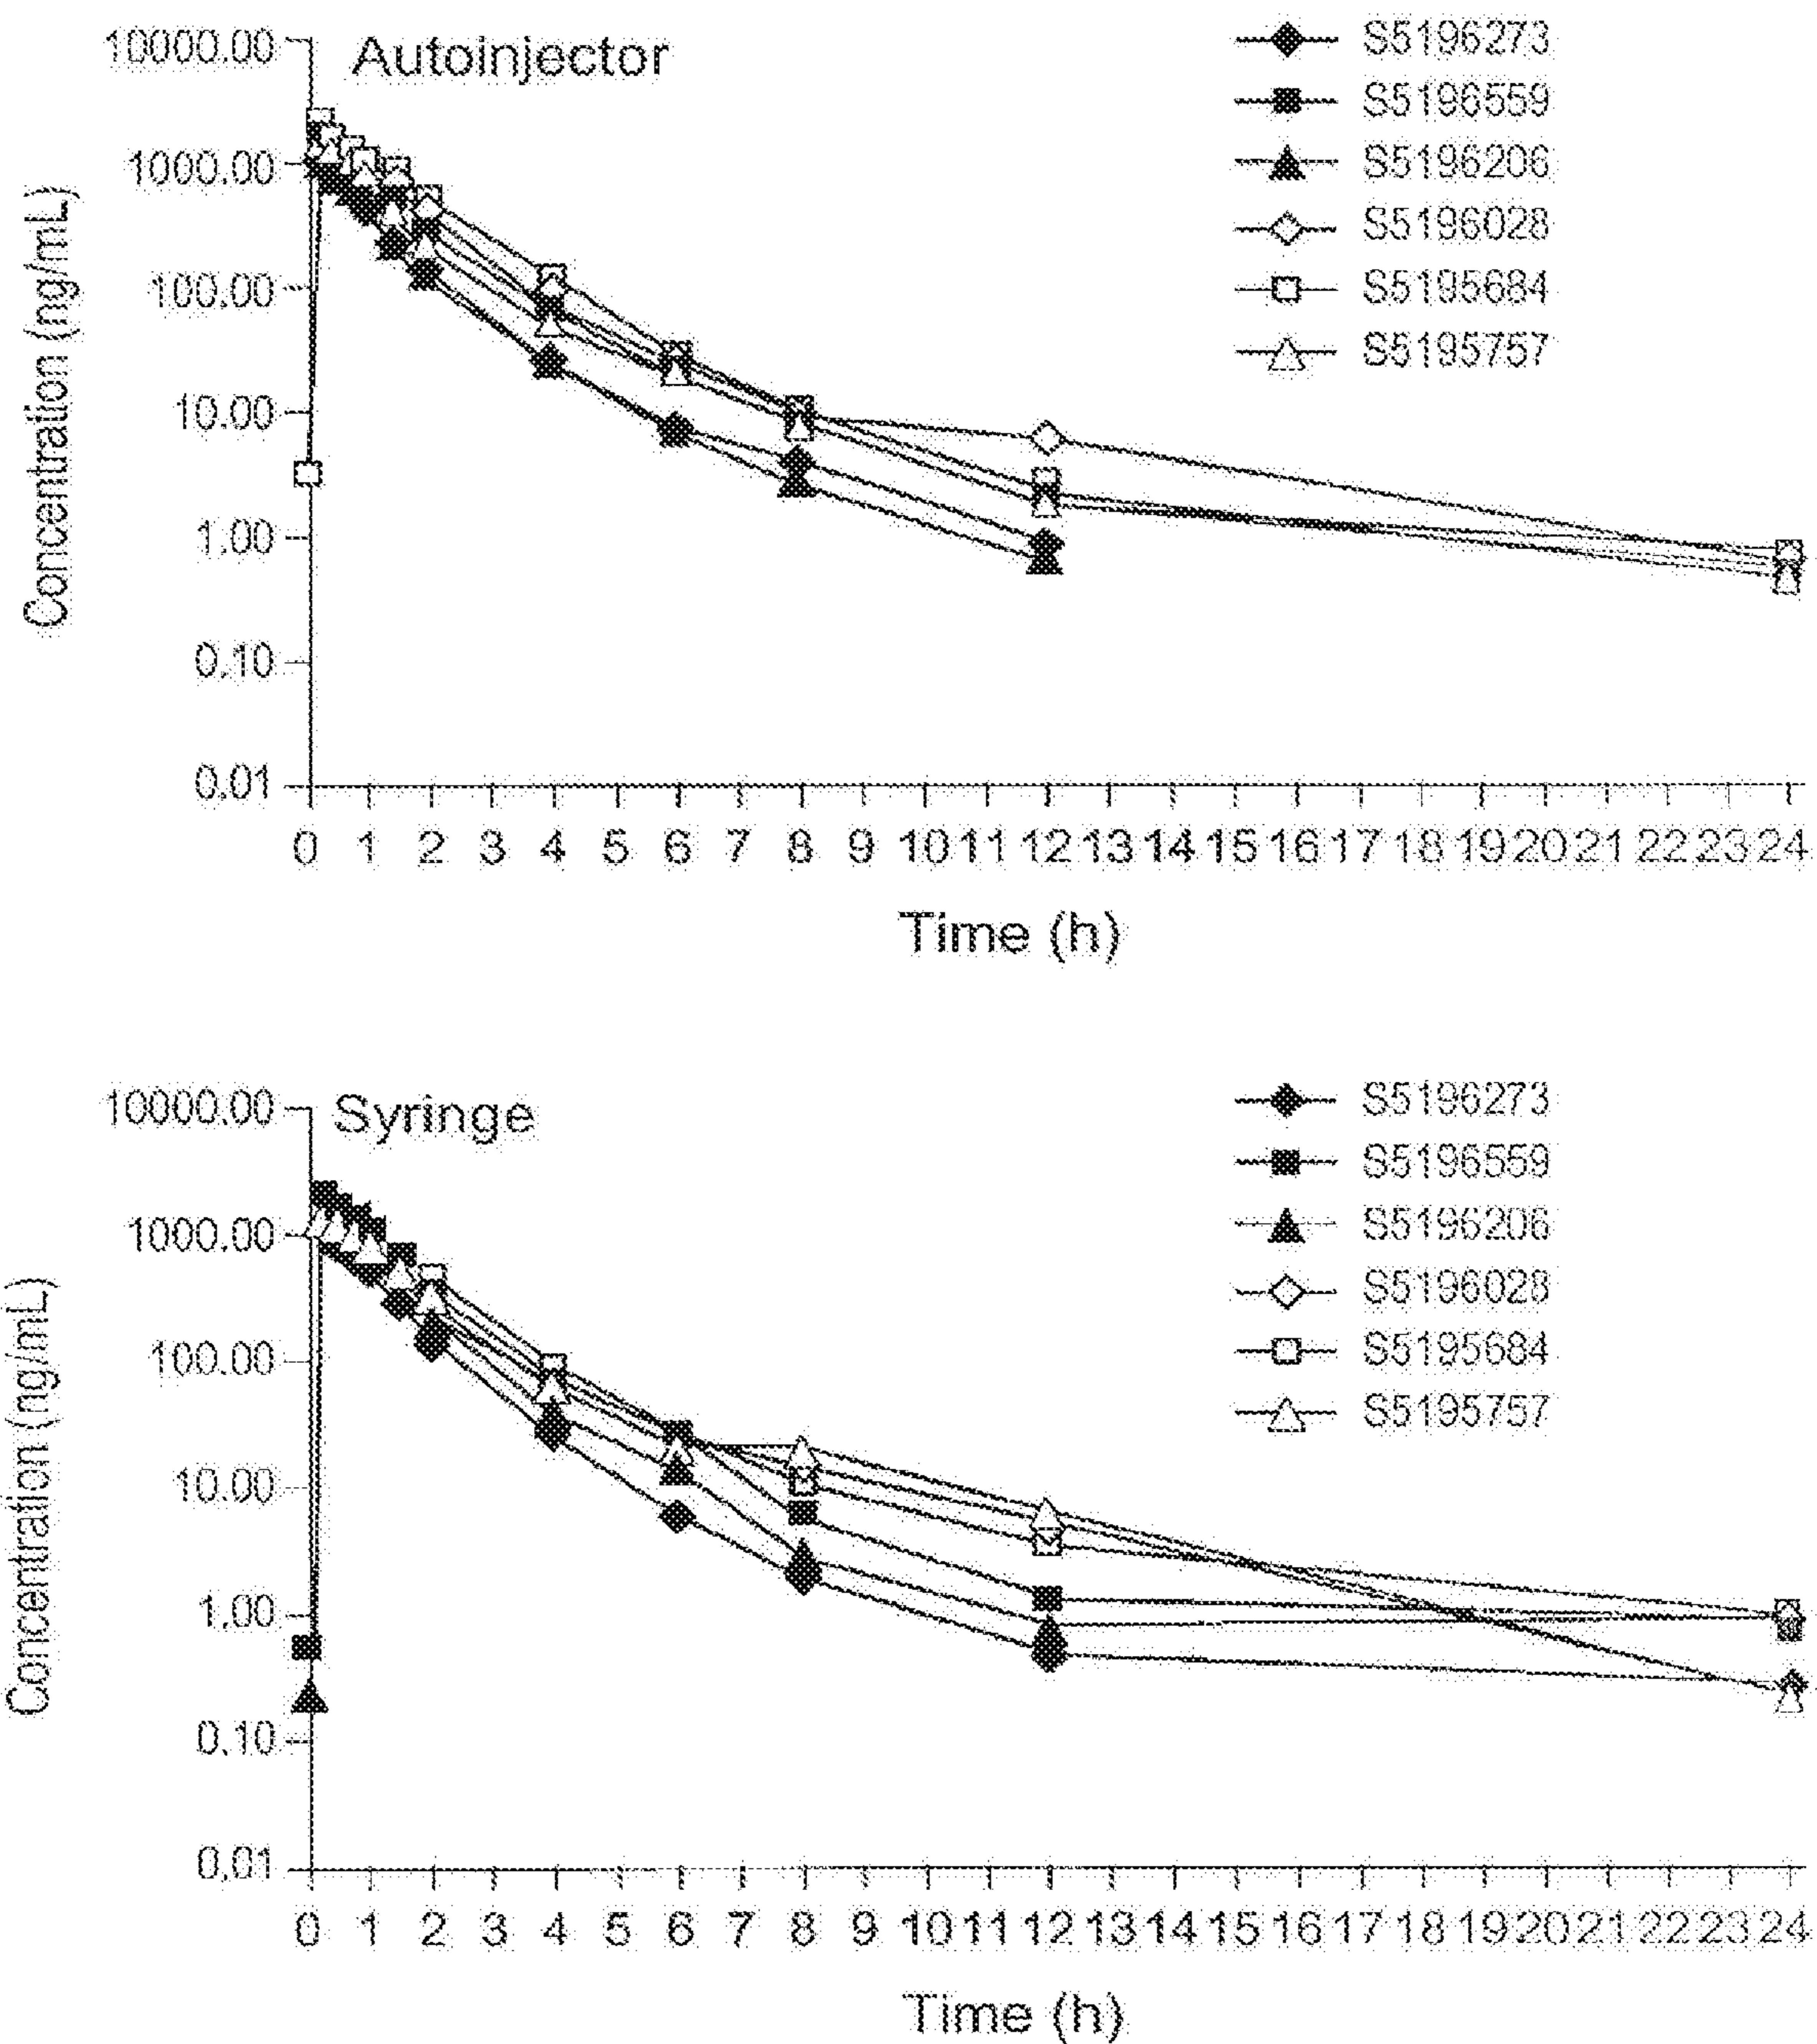 Autoinjector
Concentration (ng/mL)
10000.00
1000.00
100.00
10.00
1.00
0.10
0.01
0 1 2 3 4 5 6 7 8 9 10 11 12 13 14 15 16 17 18 19 20 21 22 23 24
Time (h)
S5196273
S5196559
S5196206
S5196028
S5195684
S5195757
Syringe
Concentration (ng/mL)
10000.00
1000.00
100.00
10.00
1.00
0.10
0.01
0 1 2 3 4 5 6 7 8 9 10 11 12 13 14 15 16 17 18 19 20 21 22 23 24
Time (h)
S5196273
S5196559
S5196206
S5196028
S5195684
S5195757